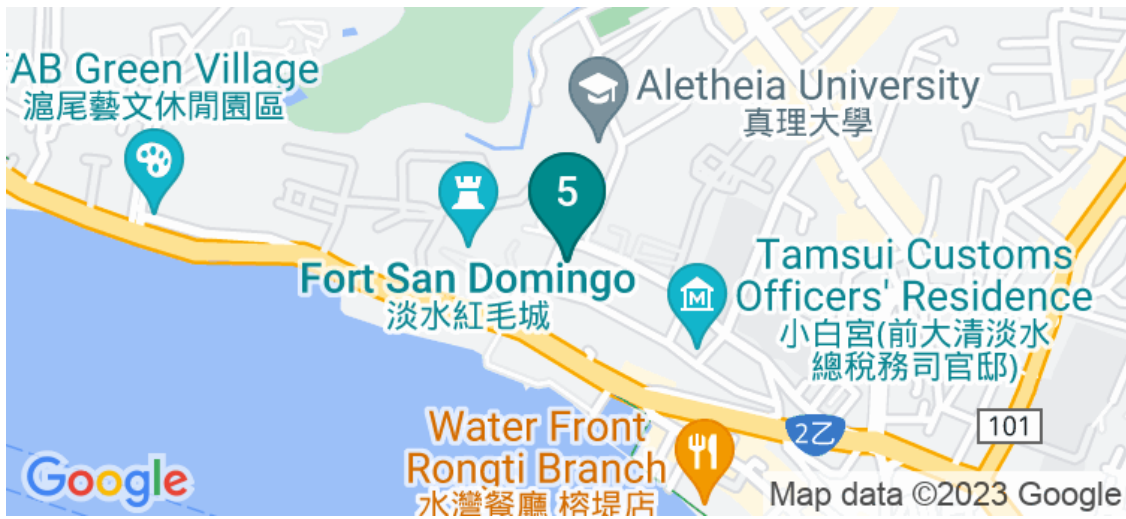 TAB Green Village
滬尾藝文休閒園區
Aletheia University
真理大學
5
Fort San Domingo
淡水紅毛城
Tamsui Customs
Officers' Residence
小白宮(前大清淡水
總稅務司官邸)
Water Front
Rongti Branch
水灣餐廳 榕堤店
2乙
101
Google
Map data ©2023 Google